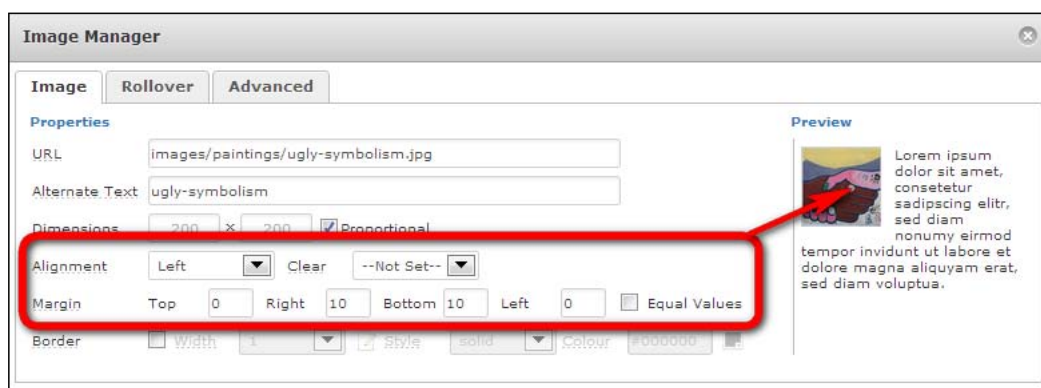 Image Manager
Image Rollover Advanced
Properties
URL images/paintings/ugly-symbolism.jpg
Alternate Text ugly-symbolism
Dimensions 200 x 200 Proportional
Alignment Left Clear --Not Set--
Margin Top 0 Right 10 Bottom 10 Left 0 Equal Values
Border Width 1 Style solid Colour #000000
Preview
Lorem ipsum
dolor sit amet,
consetetur
sadipscing elitr,
sed diam
nonumy eirmod
tempor invidunt ut labore et
dolore magna aliquyam erat,
sed diam voluptua.